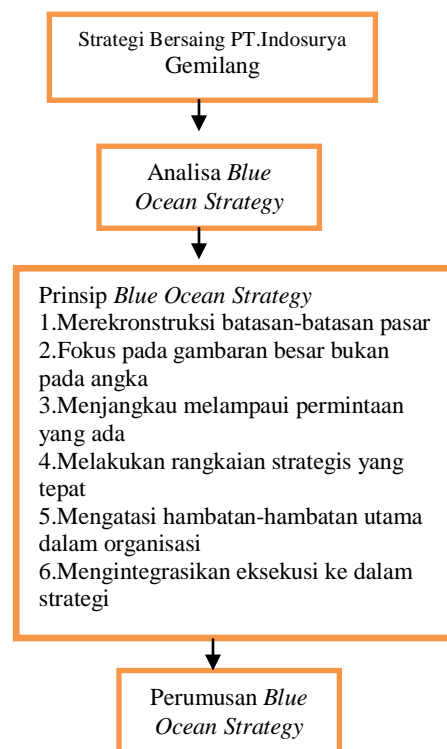 Strategi Bersaing PT.Indosurya
Gemilang
Analisa Blue
Ocean Strategy
Prinsip Blue Ocean Strategy
1.Merekronstruksi batasan-batasan pasar
2.Fokus pada gambaran besar bukan
pada angka
3.Menjangkau melampaui permintaan
yang ada
4.Melakukan rangkaian strategis yang
tepat
5.Mengatasi hambatan-hambatan utama
dalam organisasi
6.Mengintegrasikan eksekusi ke dalam
strategi
Perumusan Blue
Ocean Strategy